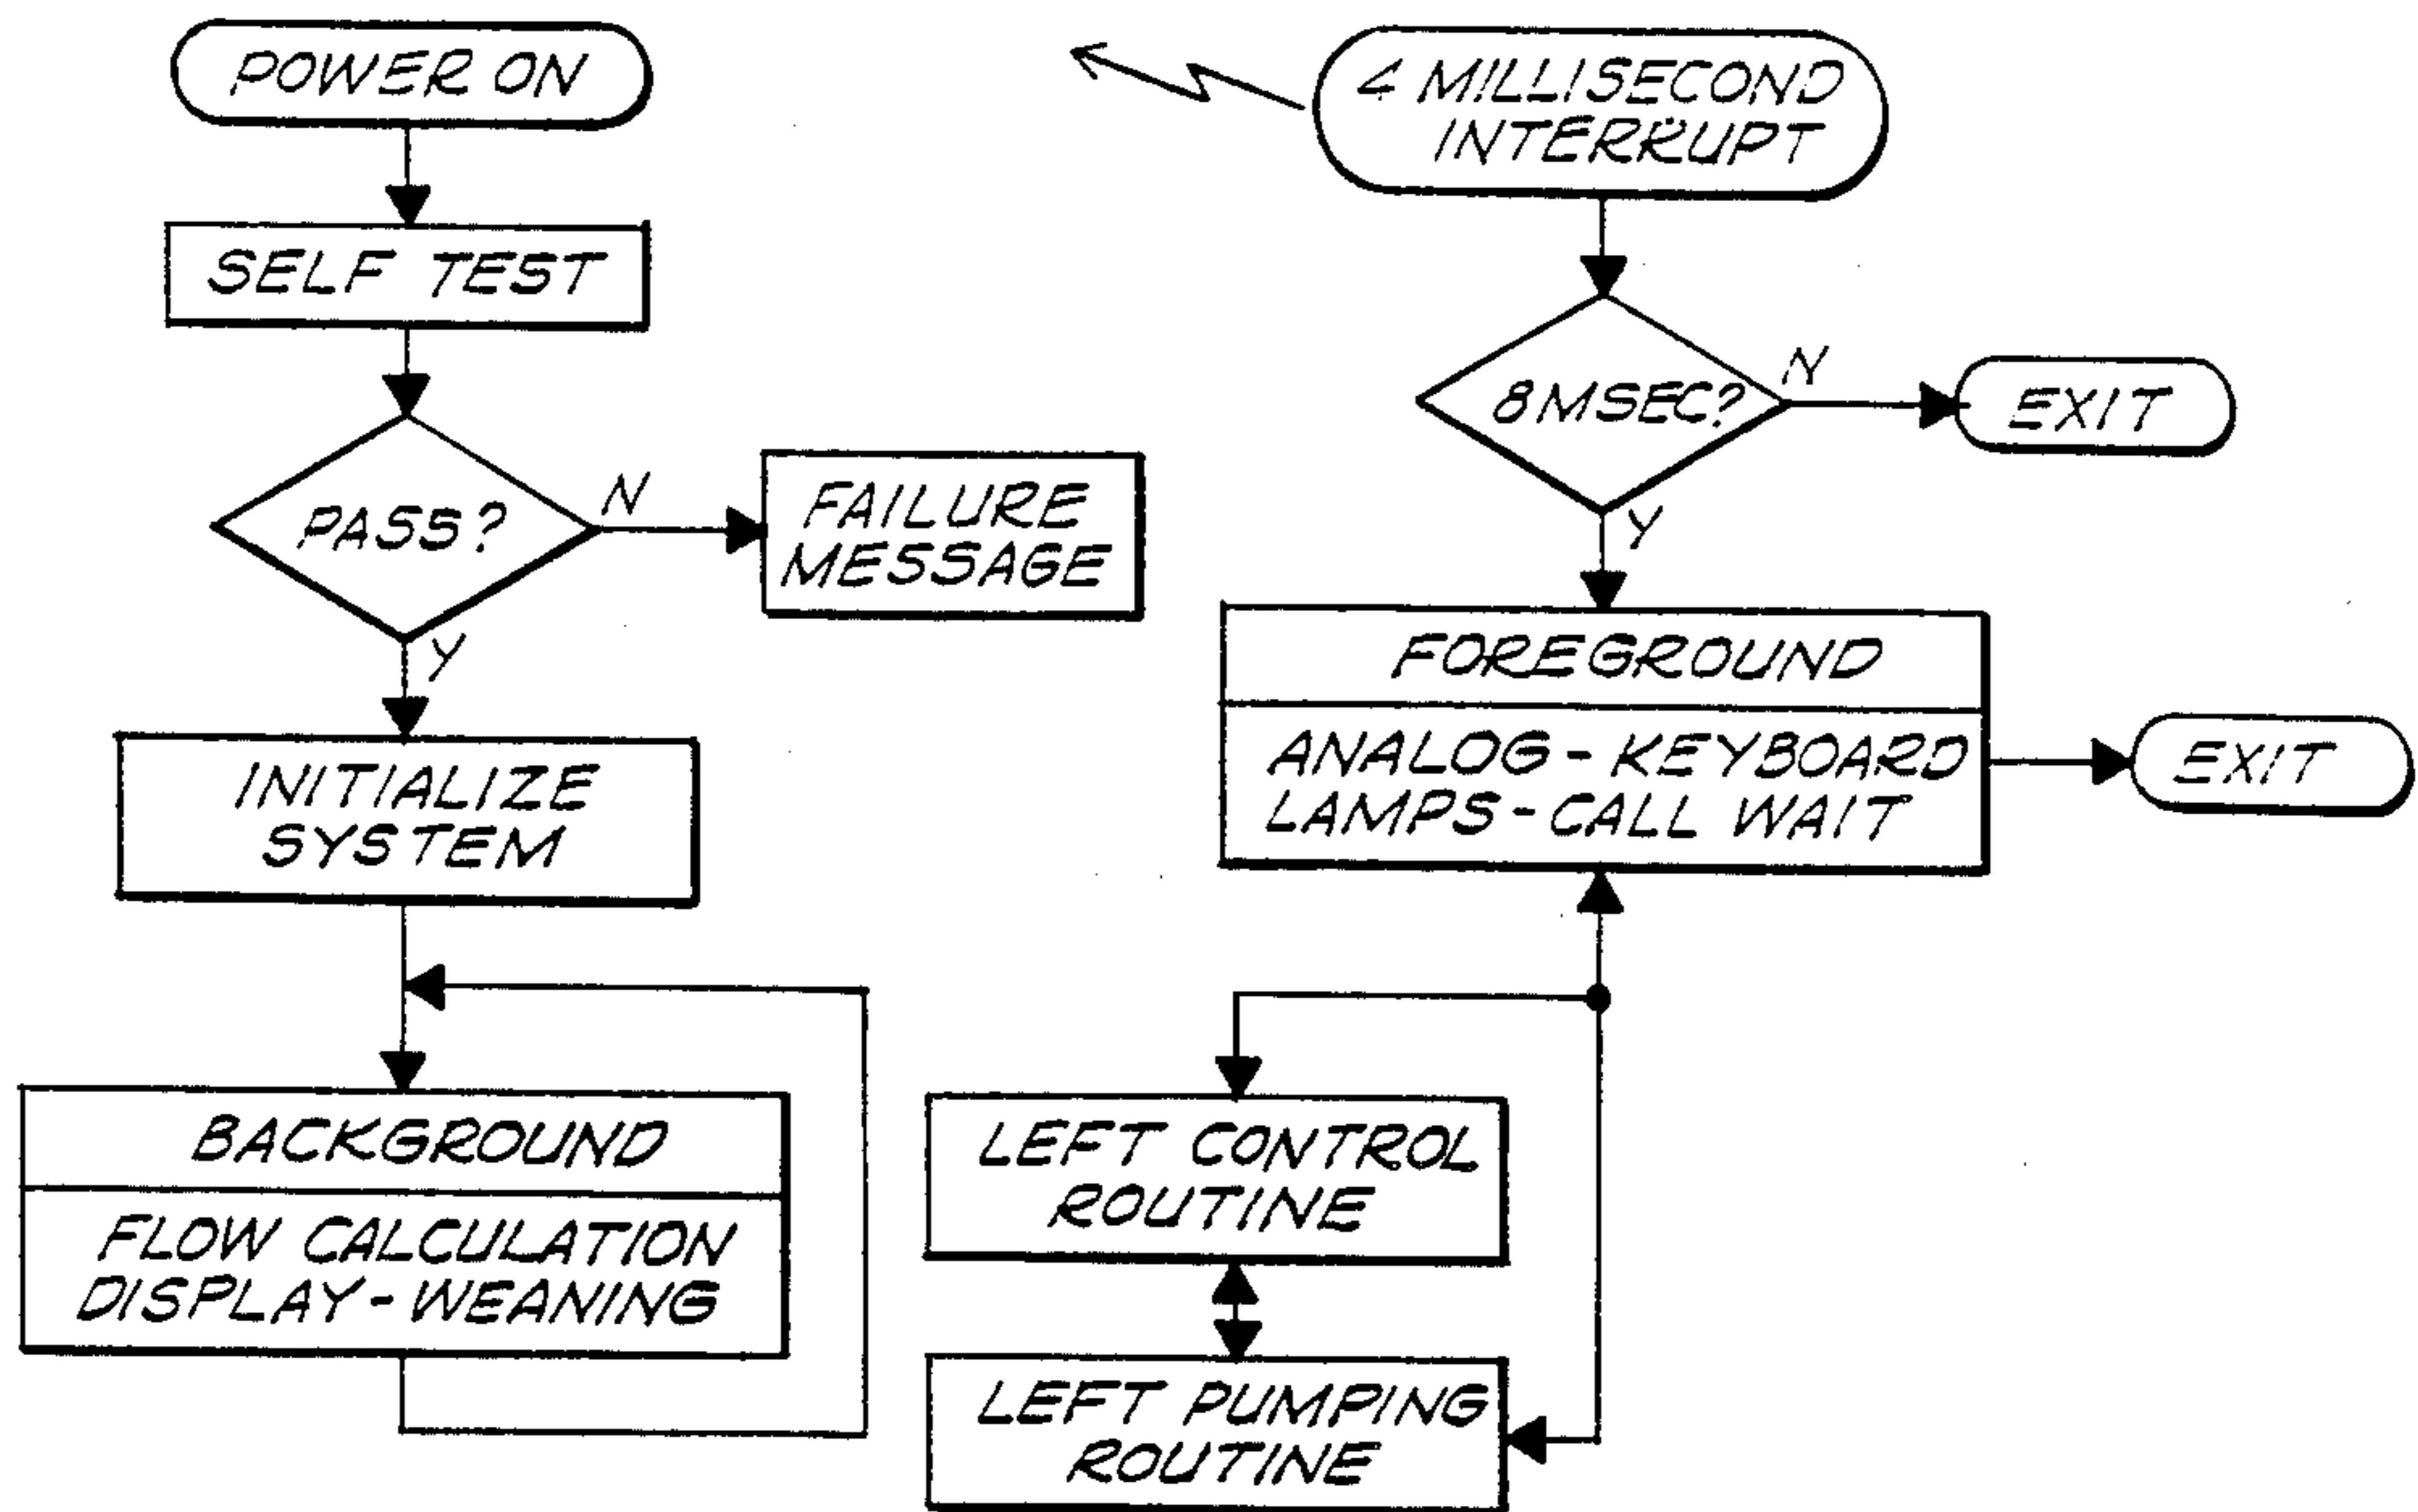 POWER ON
SELF TEST
PASS?
N
FAILURE
MESSAGE
Y
INITIALIZE
SYSTEM
BACKGROUND
FLOW CALCULATION
DISPLAY - WEANING
4 MILLISECOND
INTERRUPT
8 MSEC?
N
EXIT
Y
FOREGROUND
ANALOG - KEYBOARD
LAMPS - CALL WAIT
EXIT
LEFT CONTROL
ROUTINE
LEFT PUMPING
ROUTINE